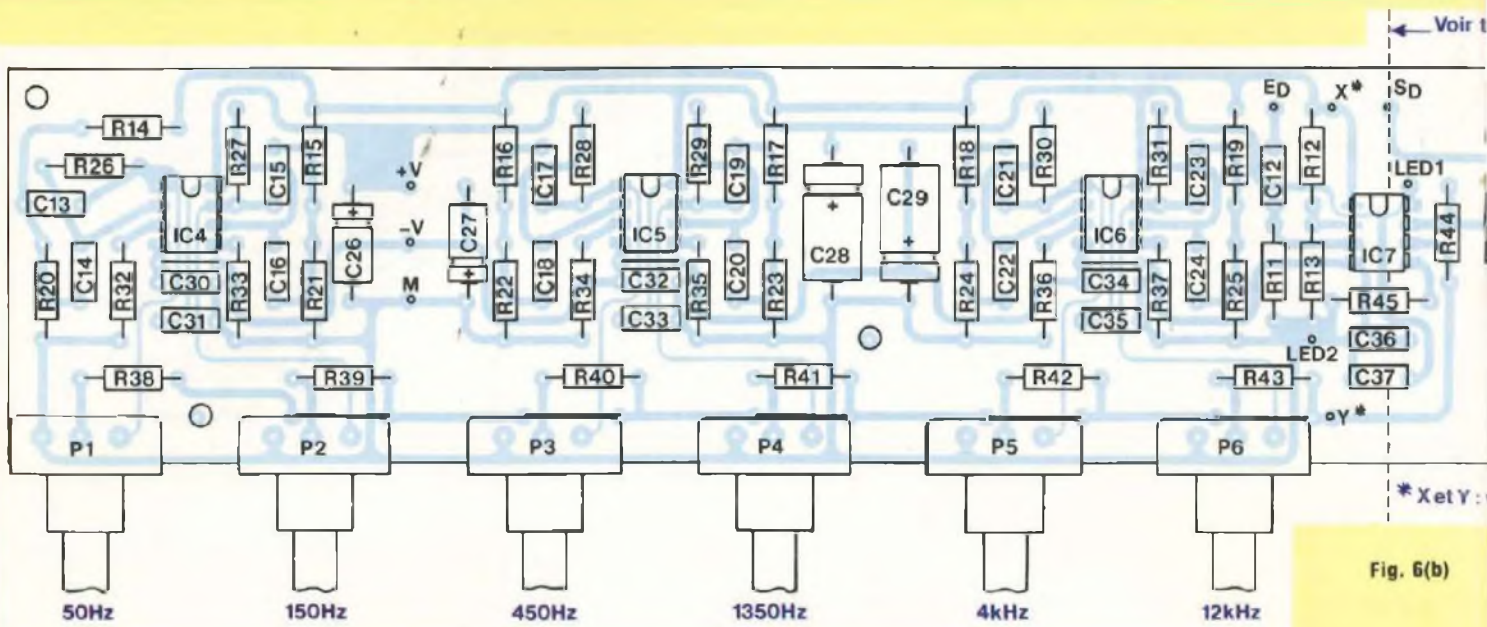 Voir t
ED X* SD
R14 R27 R15 R16 R28 R29 R17 R18 R30 R31 R19 R12
R26 C15 C17 C19 C21 C23 C12
C13 +V LED1
IC4 C26 -V C27 IC5 C28 C29 IC6 IC7 R44
R20 C14 R32 C30 R33 C16 R21 M R22 C18 R34 C32 R35 C20 R23 R24 C22 R36 C34 R37 C24 R25 R11 R13 R45
C31 C33 C35 C36
LED2
R38 R39 R40 R41 R42 R43 C37
Y*
P1 P2 P3 P4 P5 P6
* X et Y :
Fig. 6(b)
50Hz 150Hz 450Hz 1350Hz 4kHz 12kHz